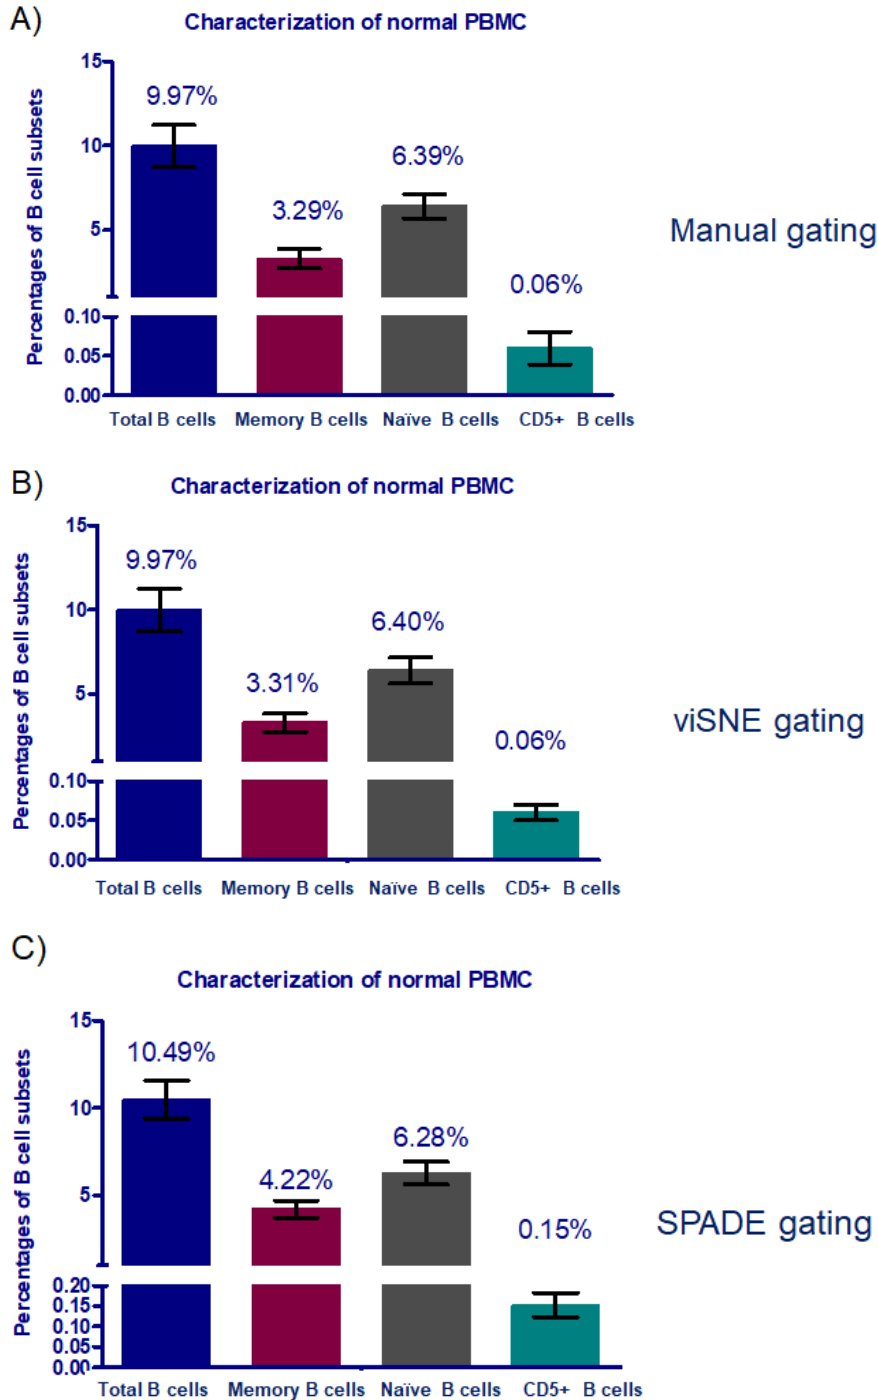 A)
Characterization of normal PBMC
Percentages of B cell subsets
15
10
5
0.10
0.05
0.00
9.97%
3.29%
6.39%
0.06%
Total B cells Memory B cells Naïve B cells CD5+ B cells
Manual gating
B)
Characterization of normal PBMC
Percentages of B cell subsets
15
10
5
0.10
0.05
0.00
9.97%
3.31%
6.40%
0.06%
Total B cells Memory B cells Naïve B cells CD5+ B cells
viSNE gating
C)
Characterization of normal PBMC
Percentages of B cell subsets
15
10
5
0.20
0.15
0.10
0.05
0.00
10.49%
4.22%
6.28%
0.15%
Total B cells Memory B cells Naïve B cells CD5+ B cells
SPADE gating